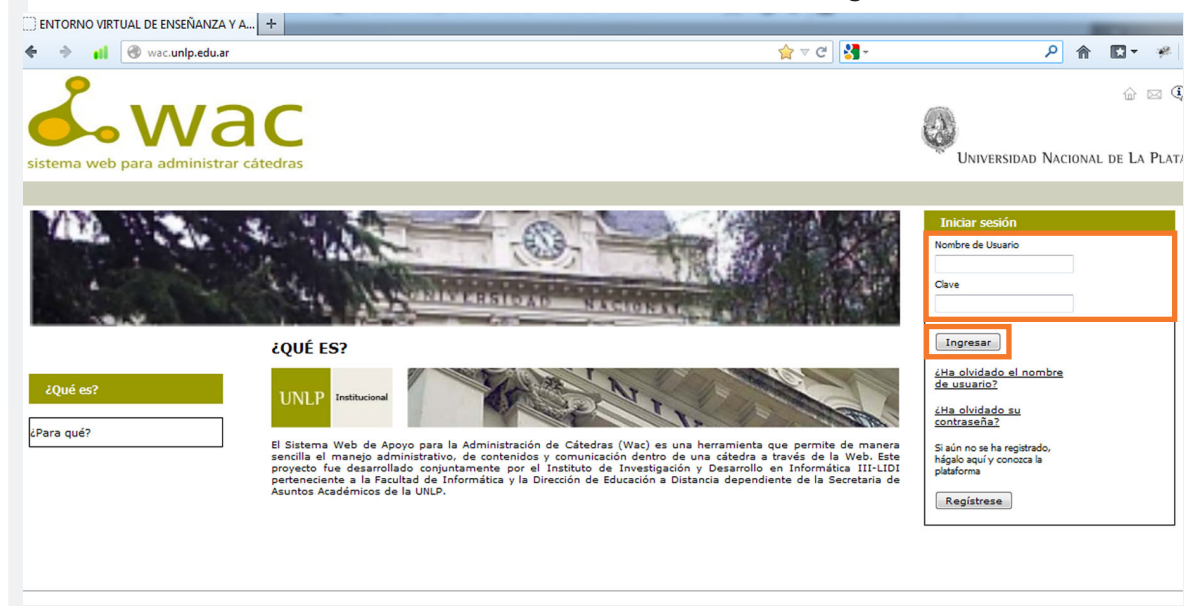 ENTORNO VIRTUAL DE ENSEÑANZA Y A...
wac.unlp.edu.ar
wac
sistema web para administrar cátedras
UNIVERSIDAD NACIONAL DE LA PLATA
UNIVERSIDAD NACIONAL
Iniciar sesión
Nombre de Usuario
Clave
Ingresar
¿Ha olvidado el nombre
de usuario?
¿Ha olvidado su
contraseña?
Si aún no se ha registrado,
hágalo aquí y conozca la
plataforma
Regístrese
¿Qué es?
¿Para qué?
¿QUÉ ES?
UNLP Institucional
El Sistema Web de Apoyo para la Administración de Cátedras (Wac) es una herramienta que permite de manera
sencilla el manejo administrativo, de contenidos y comunicación dentro de una cátedra a través de la Web. Este
proyecto fue desarrollado conjuntamente por el Instituto de Investigación y Desarrollo en Informática III-LIDI
perteneciente a la Facultad de Informática y la Dirección de Educación a Distancia dependiente de la Secretaria de
Asuntos Académicos de la UNLP.